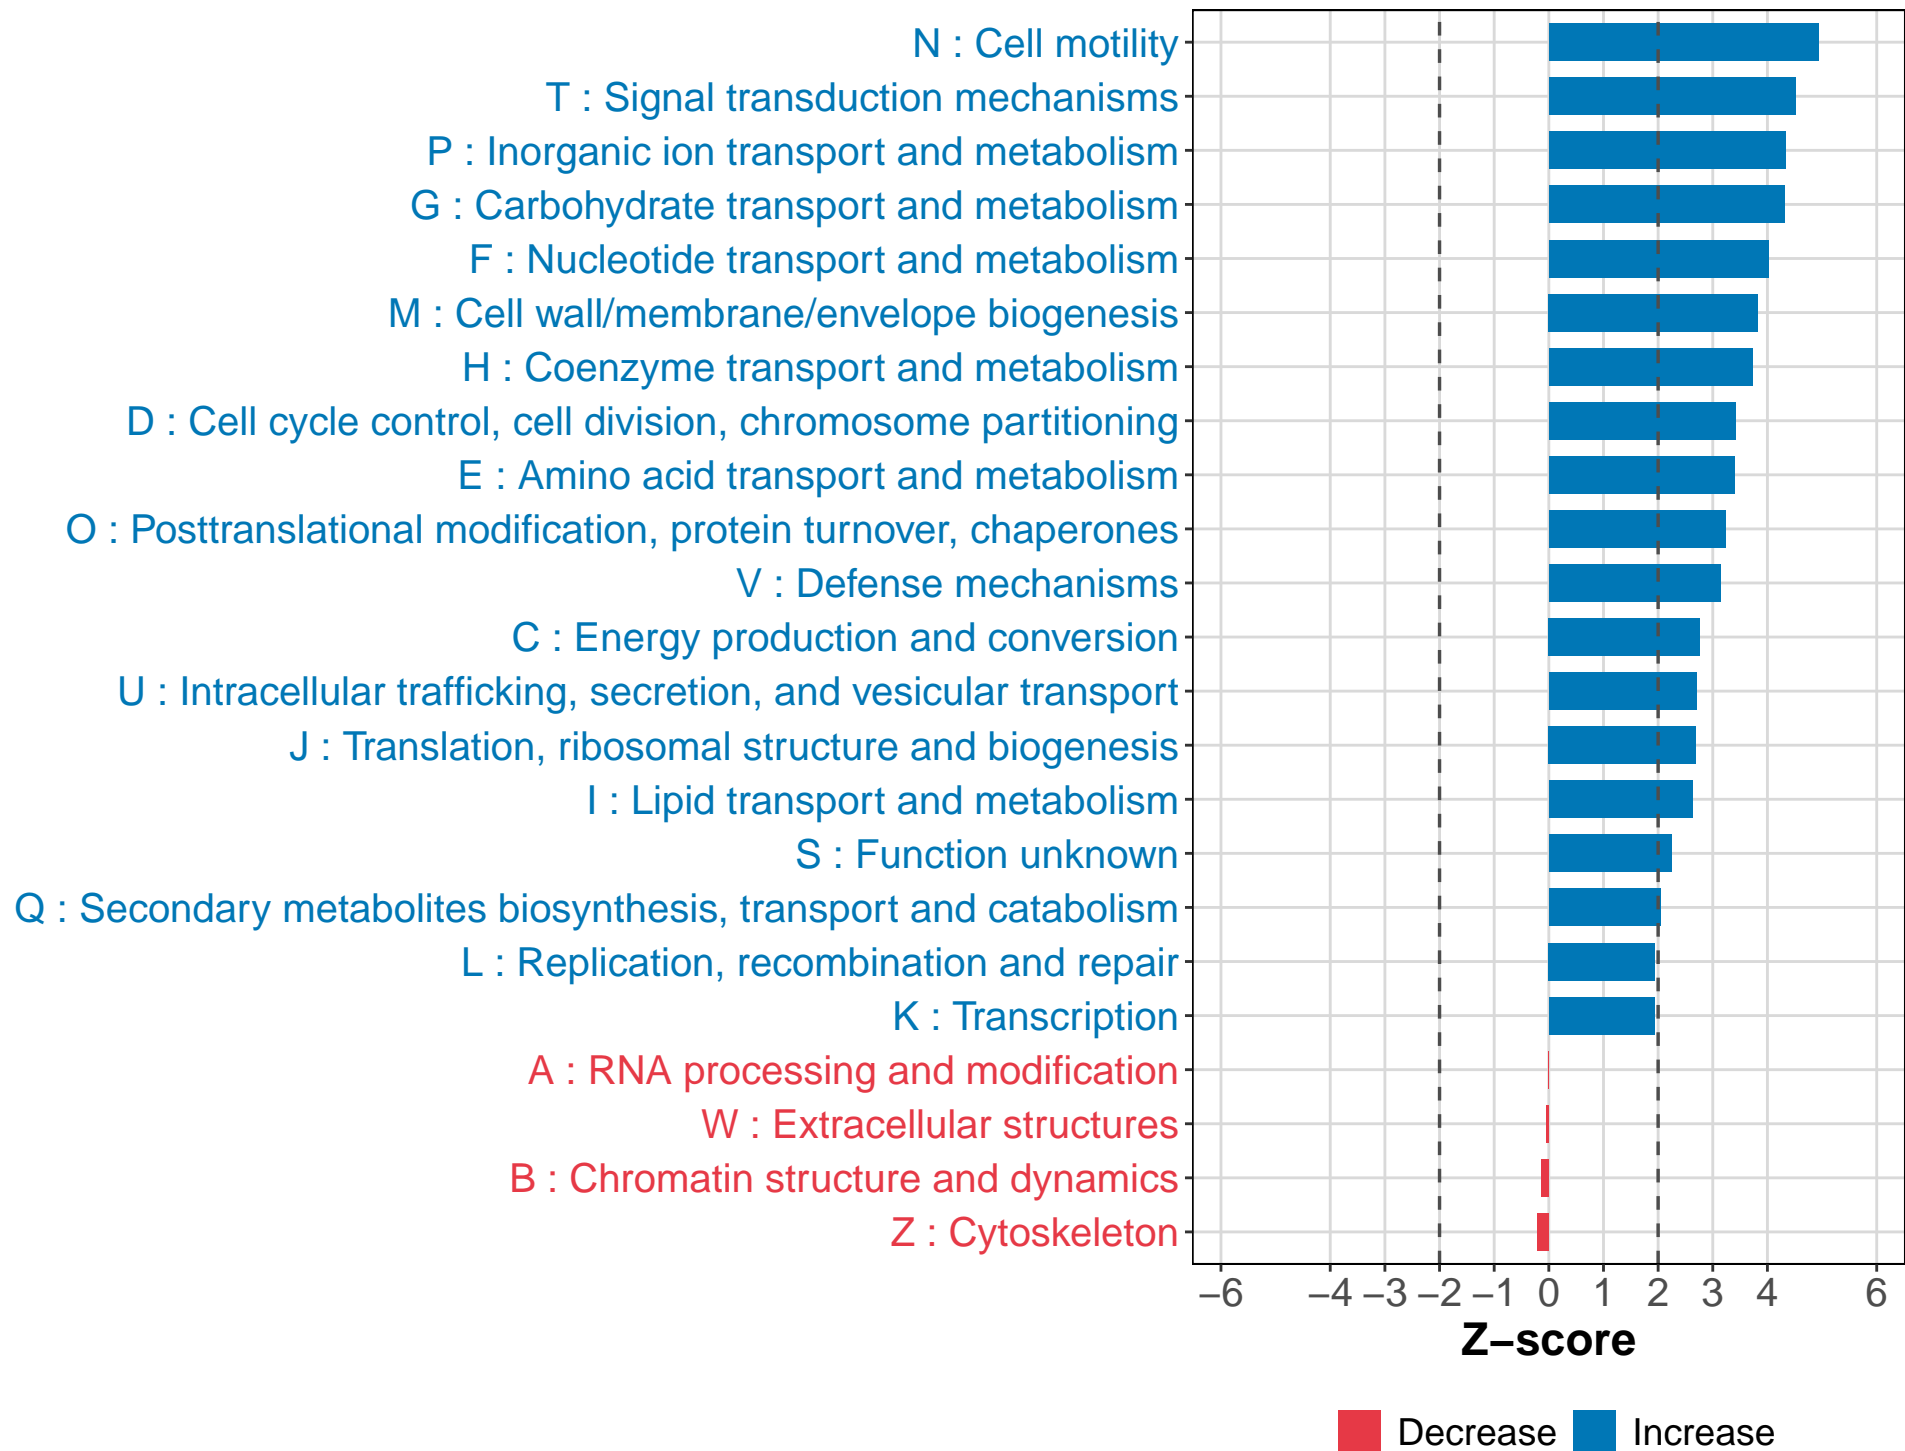 N : Cell motility
T : Signal transduction mechanisms
P : Inorganic ion transport and metabolism
G : Carbohydrate transport and metabolism
F : Nucleotide transport and metabolism
M : Cell wall/membrane/envelope biogenesis
H : Coenzyme transport and metabolism
D : Cell cycle control, cell division, chromosome partitioning
E : Amino acid transport and metabolism
O : Posttranslational modification, protein turnover, chaperones
V : Defense mechanisms
C : Energy production and conversion
U : Intracellular trafficking, secretion, and vesicular transport
J : Translation, ribosomal structure and biogenesis
I : Lipid transport and metabolism
S : Function unknown
Q : Secondary metabolites biosynthesis, transport and catabolism
L : Replication, recombination and repair
K : Transcription
A : RNA processing and modification
W : Extracellular structures
B : Chromatin structure and dynamics
Z : Cytoskeleton
−6 −4 −3 −2 −1 0 1 2 3 4 6
Z−score
Decrease Increase